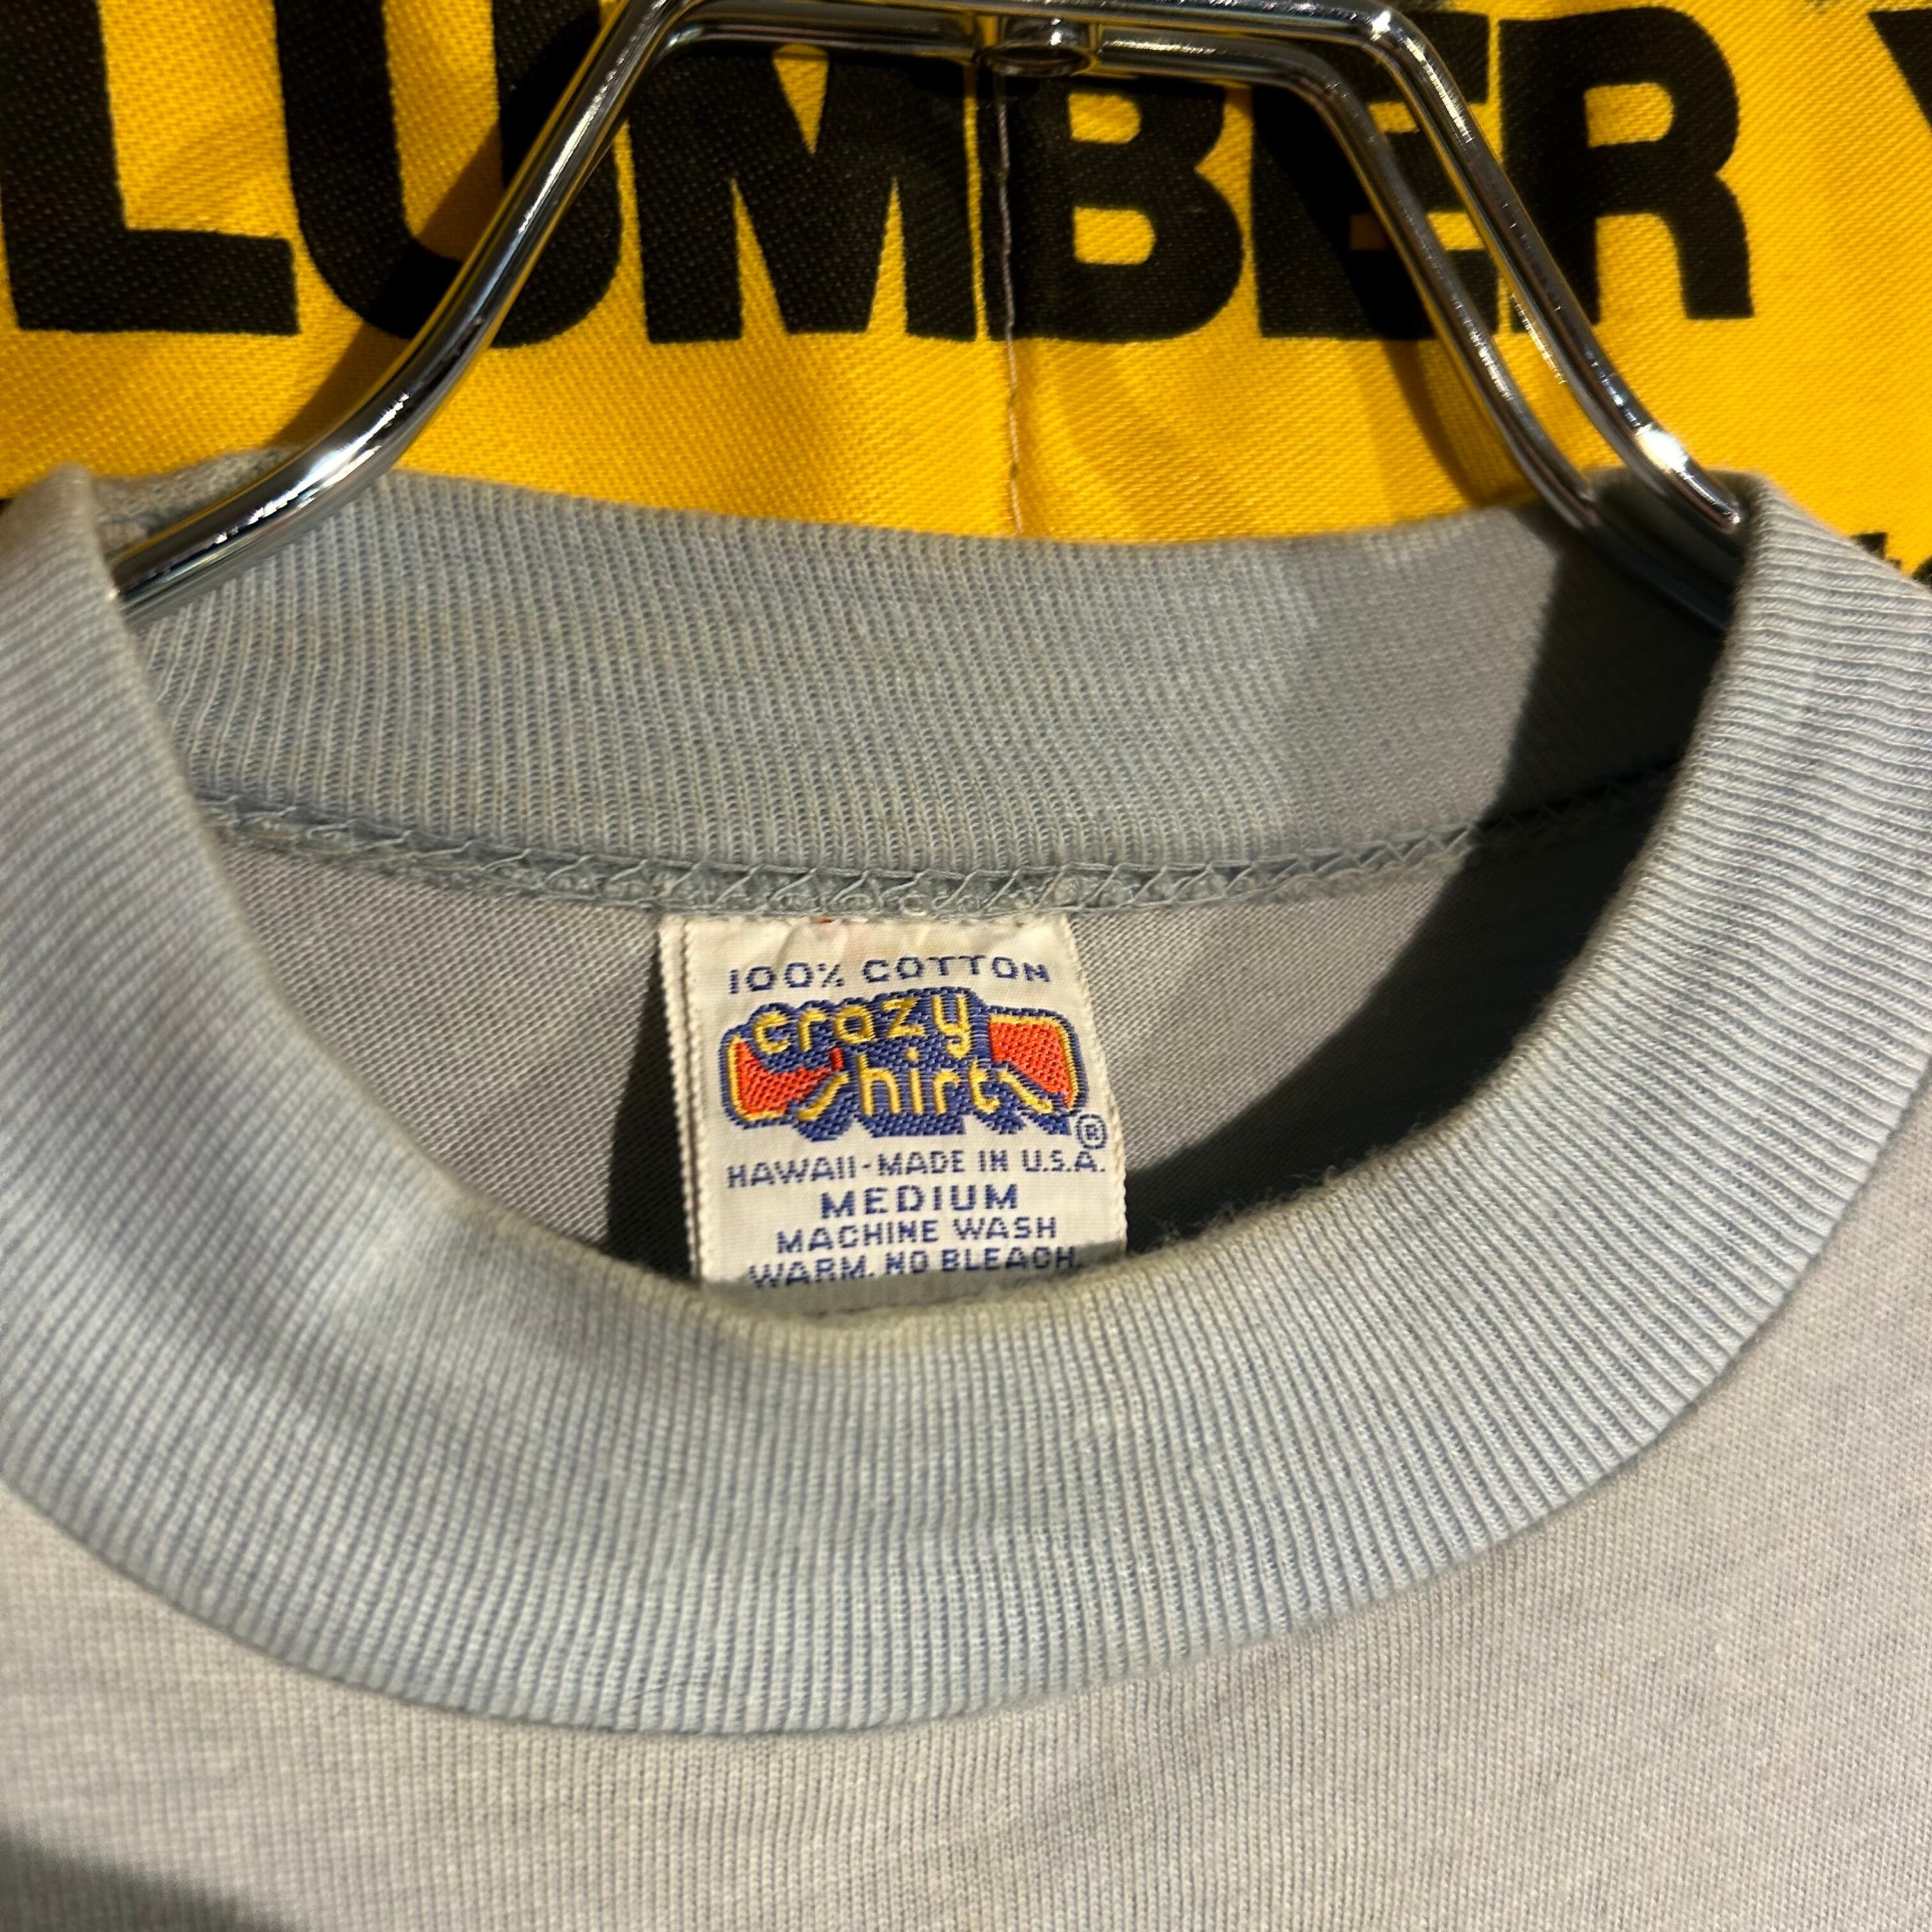 LUMBER
100% COTTON
crazy
shirts
®
HAWAII-MADE IN U.S.A.
MEDIUM
MACHINE WASH
WARM. NO BLEACH.